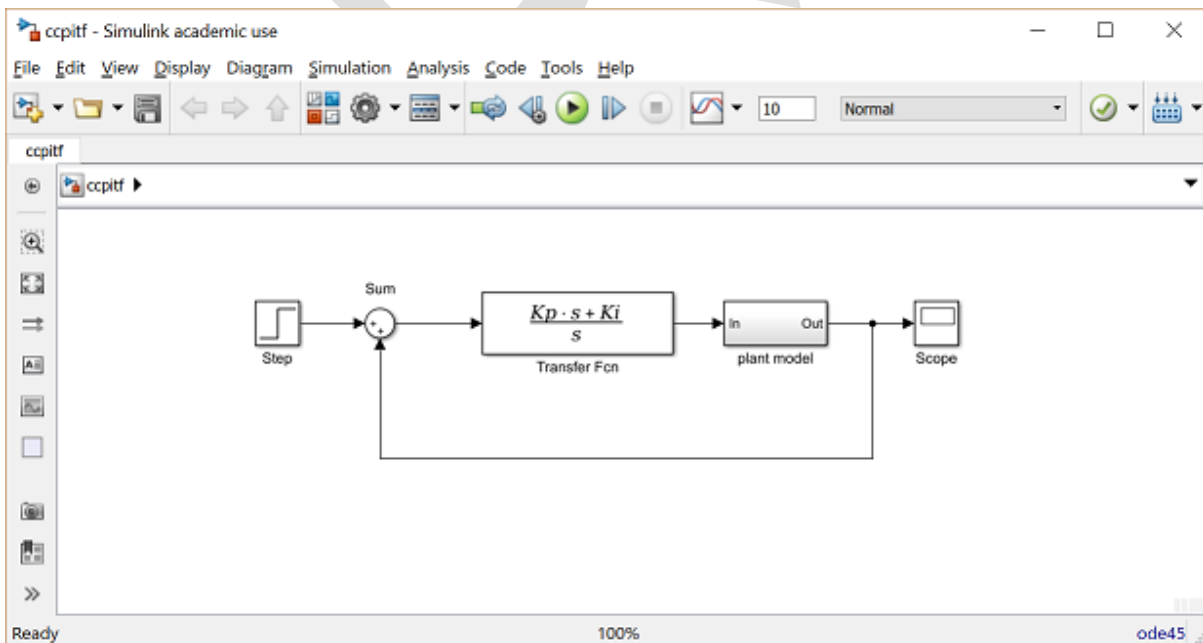 ccpitf - Simulink academic use
File Edit View Display Diagram Simulation Analysis Code Tools Help
10 Normal
ccpitf
ccpitf
Sum
Kp · s + Ki
s
In Out
Step
Transfer Fcn
plant model
Scope
Ready 100% ode45